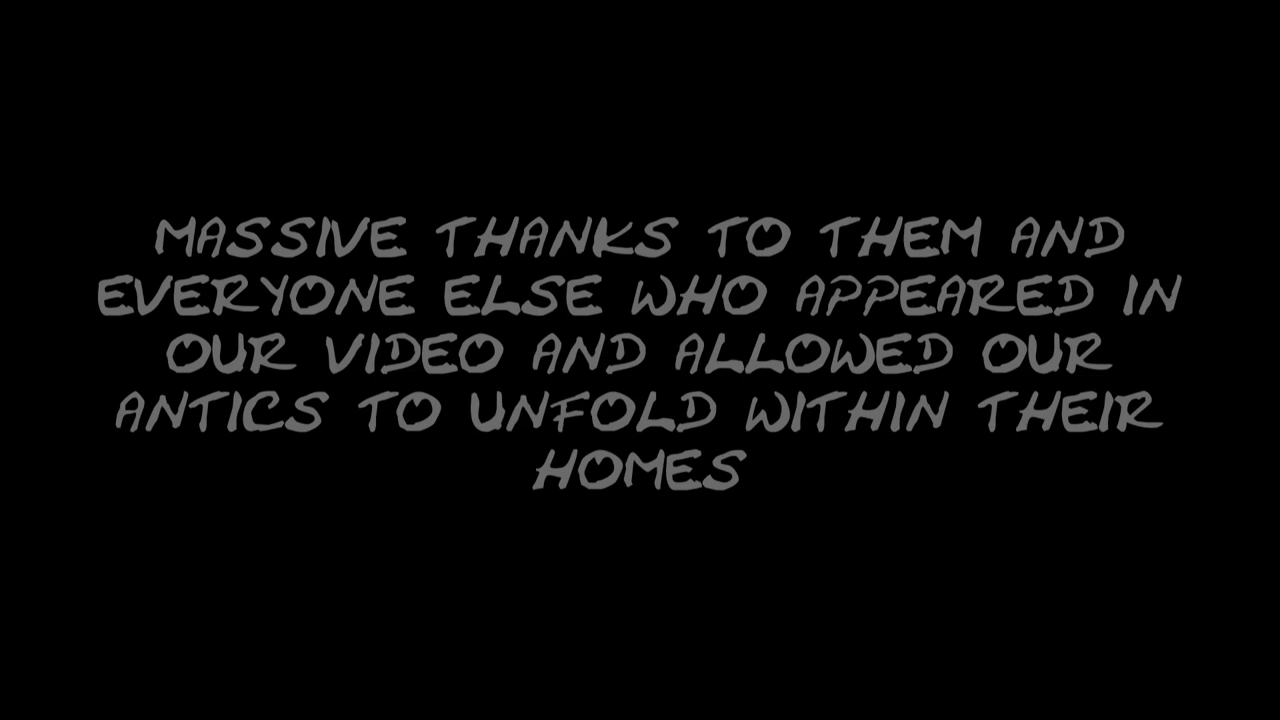 MASSIVE THANKS TO THEM AND
EVERYONE ELSE WHO APPEARED IN
OUR VIDEO AND ALLOWED OUR
ANTICS TO UNFOLD WITHIN THEIR
HOMES